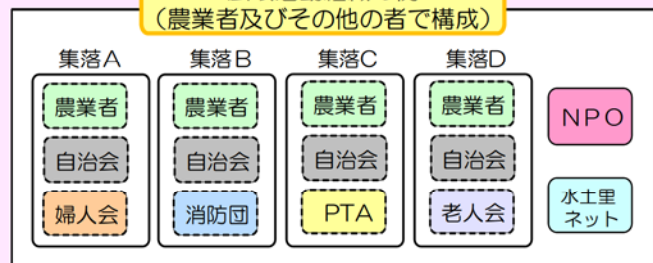 （農業者及びその他の者で構成）
集落A
集落B
集落C
集落D
農業者
農業者
農業者
農業者
NPO
自治会
自治会
自治会
自治会
婦人会
消防団
PTA
老人会
水土里
ネット